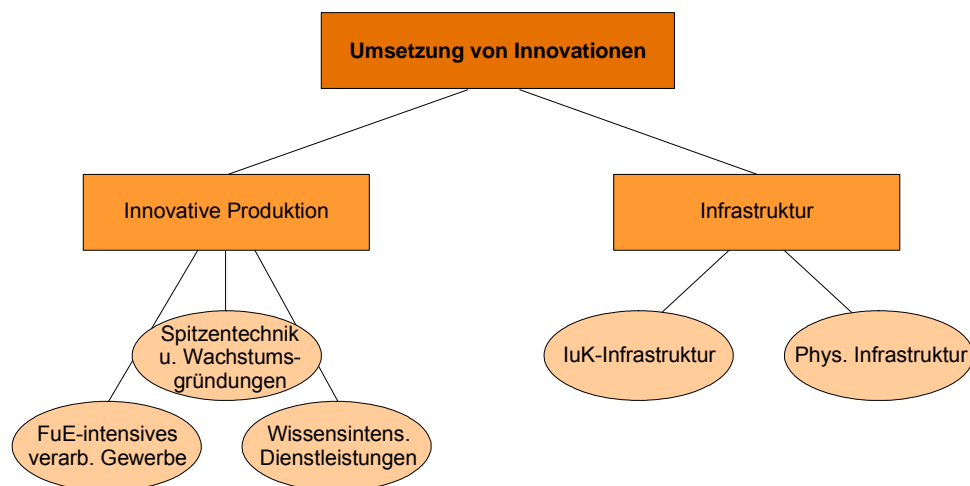 Umsetzung von Innovationen
Innovative Produktion
Infrastruktur
Spitzentechnik
u. Wachstums-
gründungen
IuK-Infrastruktur
Phys. Infrastruktur
FuE-intensives
verarb. Gewerbe
Wissensintens.
Dienstleistungen